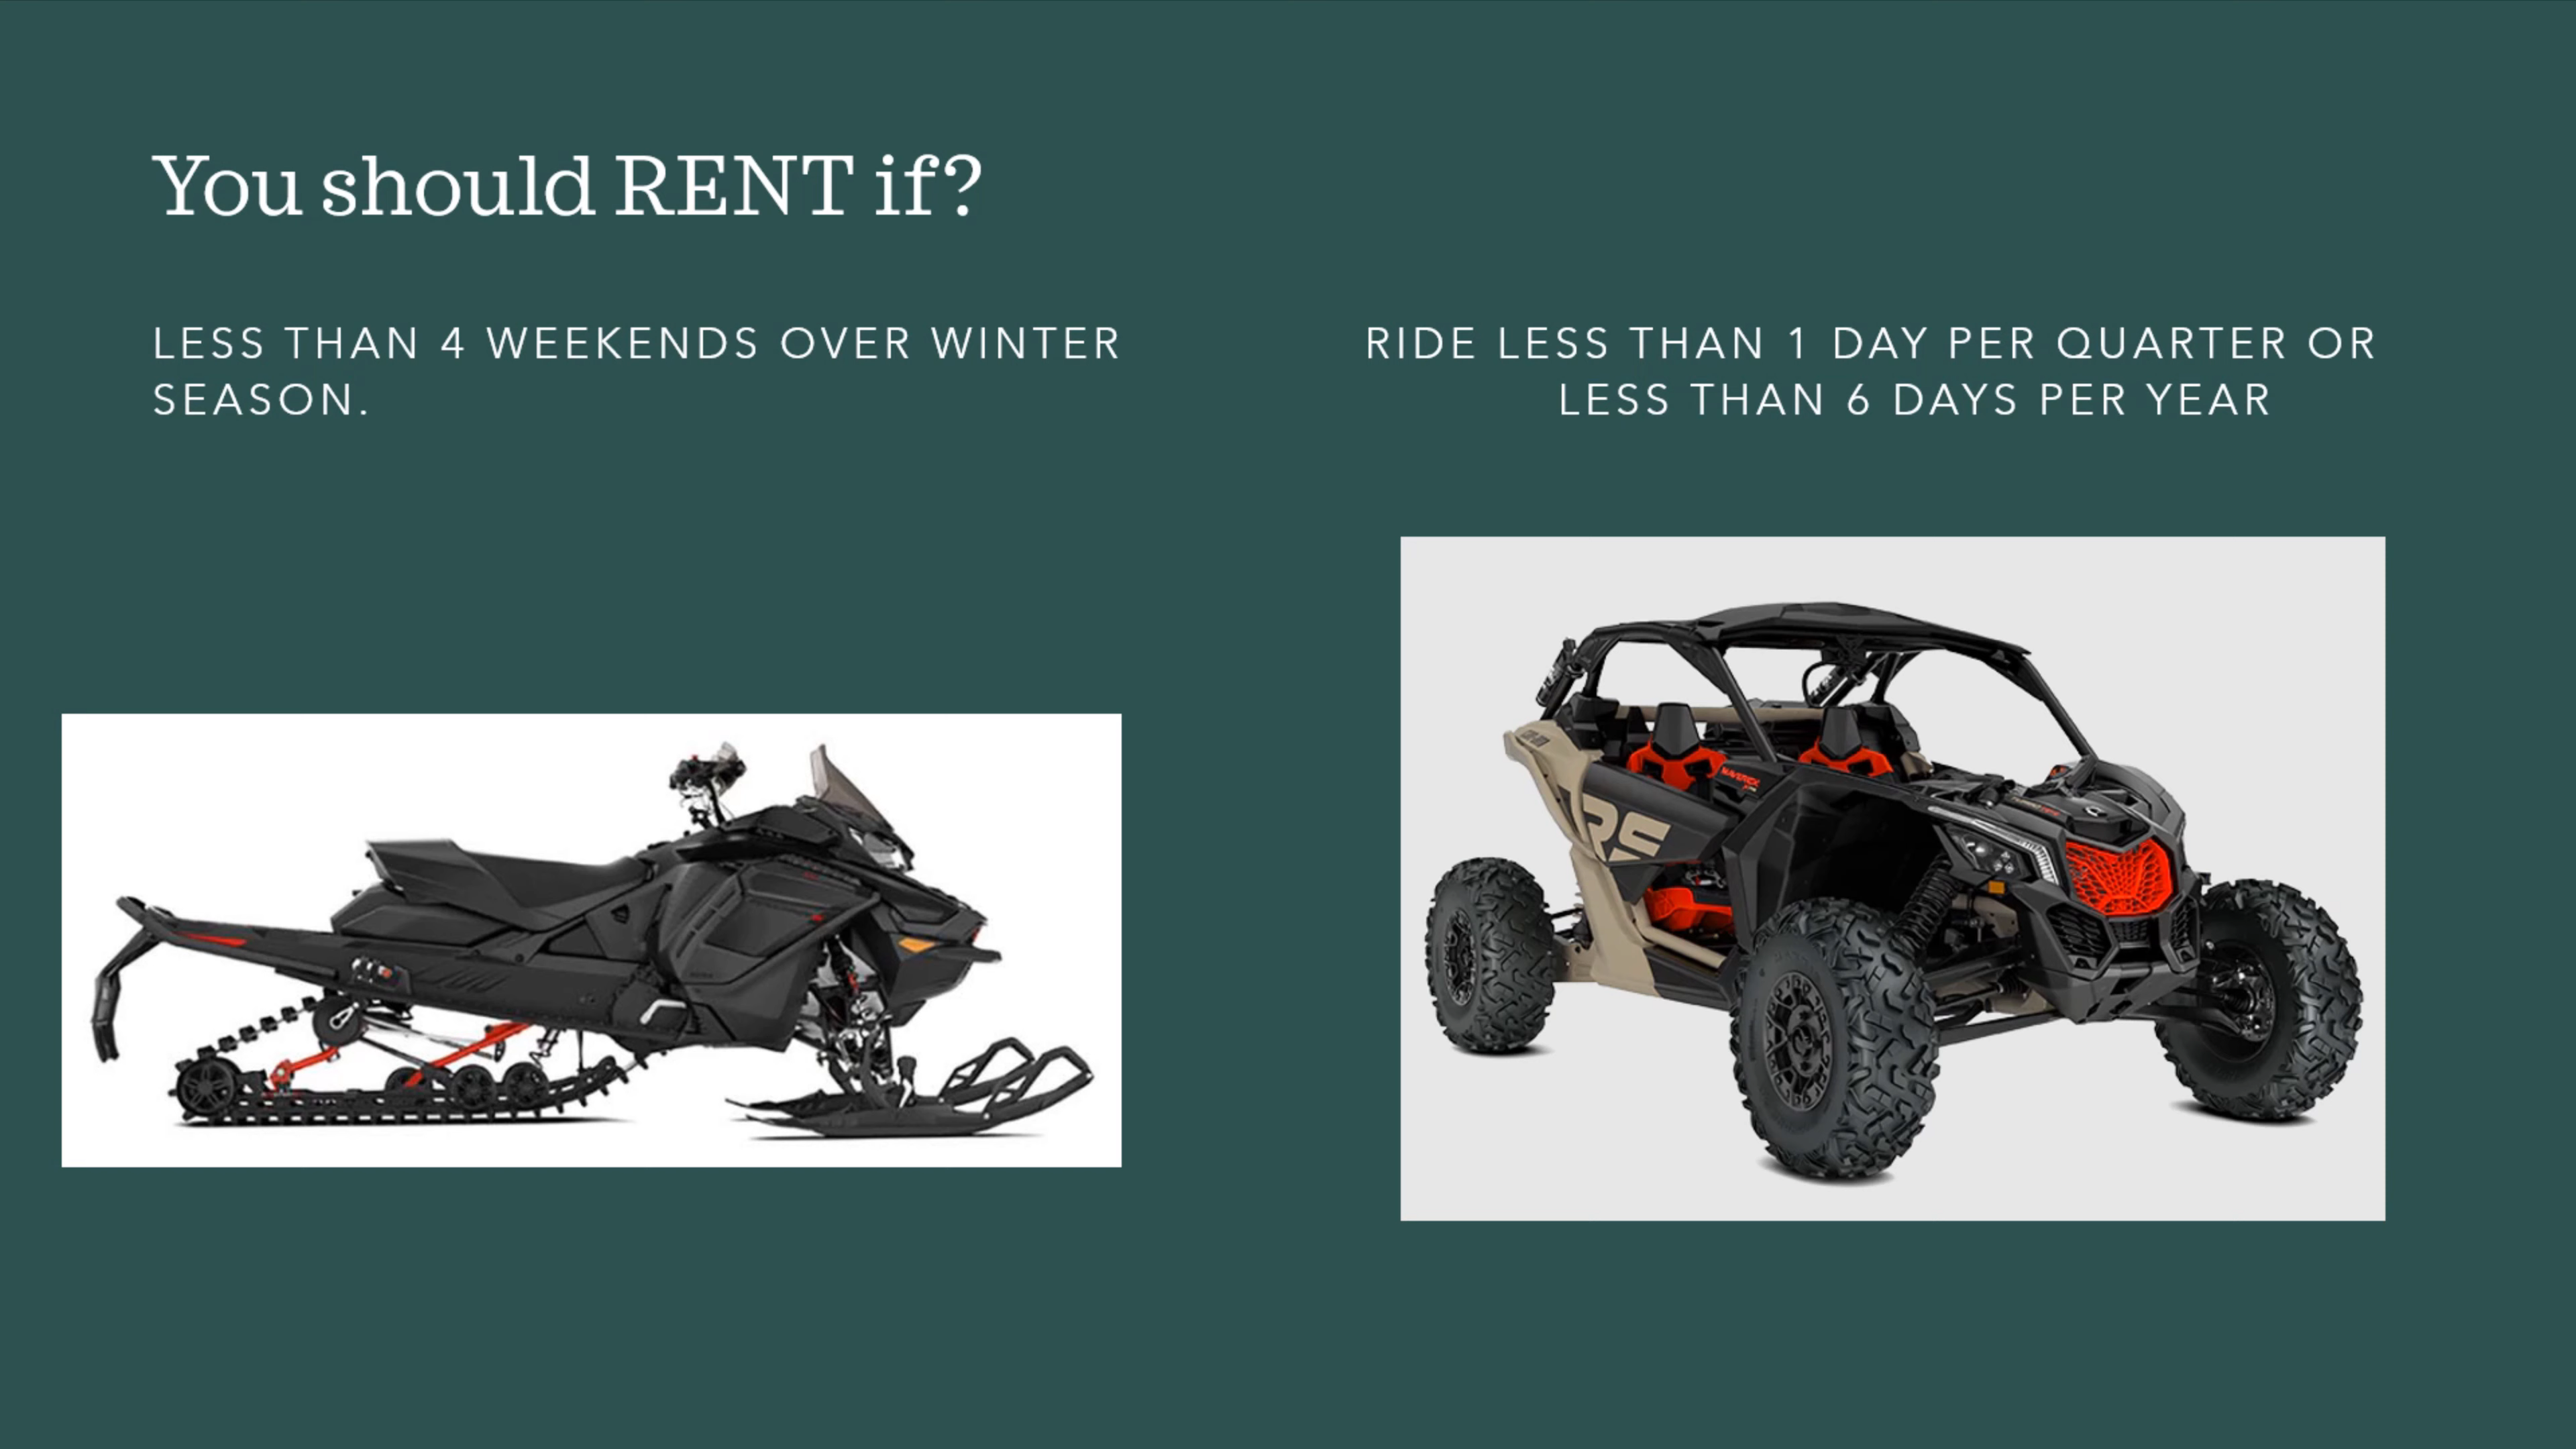 You should RENT if?
LESS THAN 4 WEEKENDS OVER WINTER
SEASON.
RIDE LESS THAN 1 DAY PER QUARTER OR
LESS THAN 6 DAYS PER YEAR
MAVERICK
RS